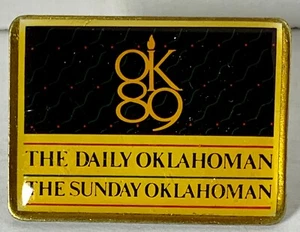 OK
89
THE DAILY OKLAHOMAN
THE SUNDAY OKLAHOMAN